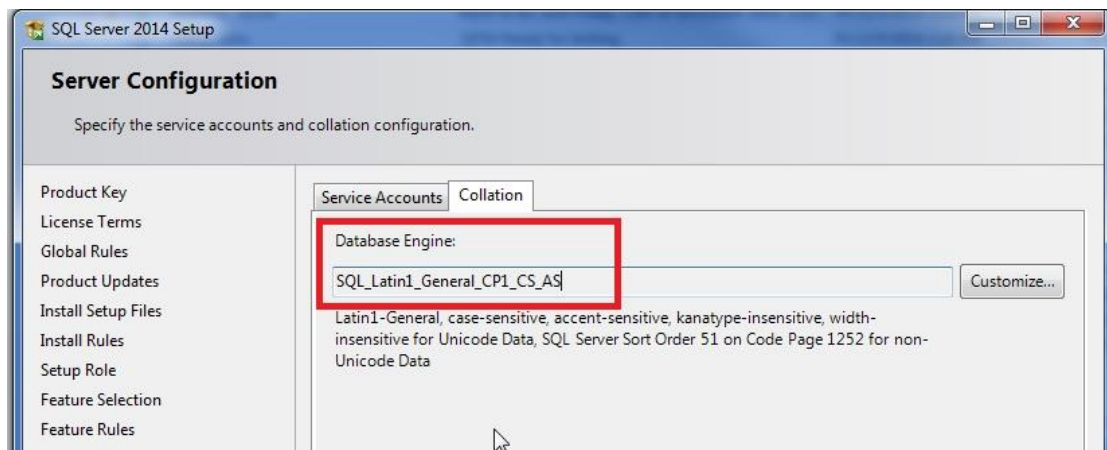 SQL Server 2014 Setup
Server Configuration
Specify the service accounts and collation configuration.
Product Key
License Terms
Global Rules
Product Updates
Install Setup Files
Install Rules
Setup Role
Feature Selection
Feature Rules
Service Accounts
Collation
Database Engine:
SQL_Latin1_General_CP1_CS_AS
Customize...
Latin1-General, case-sensitive, accent-sensitive, kanatype-insensitive, width-
insensitive for Unicode Data, SQL Server Sort Order 51 on Code Page 1252 for non-
Unicode Data